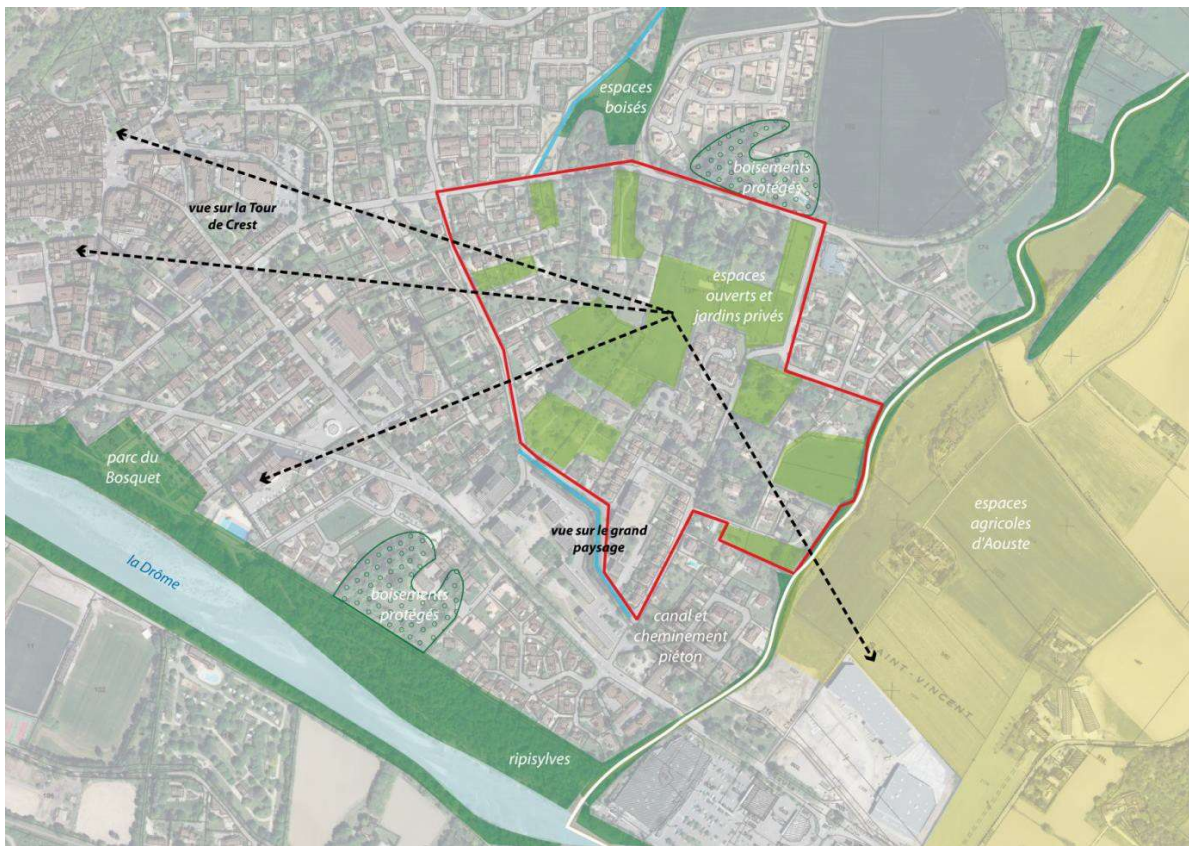 espaces
boisés
boisements
protégés
vue sur la Tour
de Crest
espaces
ouverts et
jardins privés
parc du
Bosquet
espaces
agricoles
d'Aouste
vue sur le grand
paysage
la Drôme
boisements
protégés
canal et
cheminement
piéton
SAINT-VINCENT
ripisylves